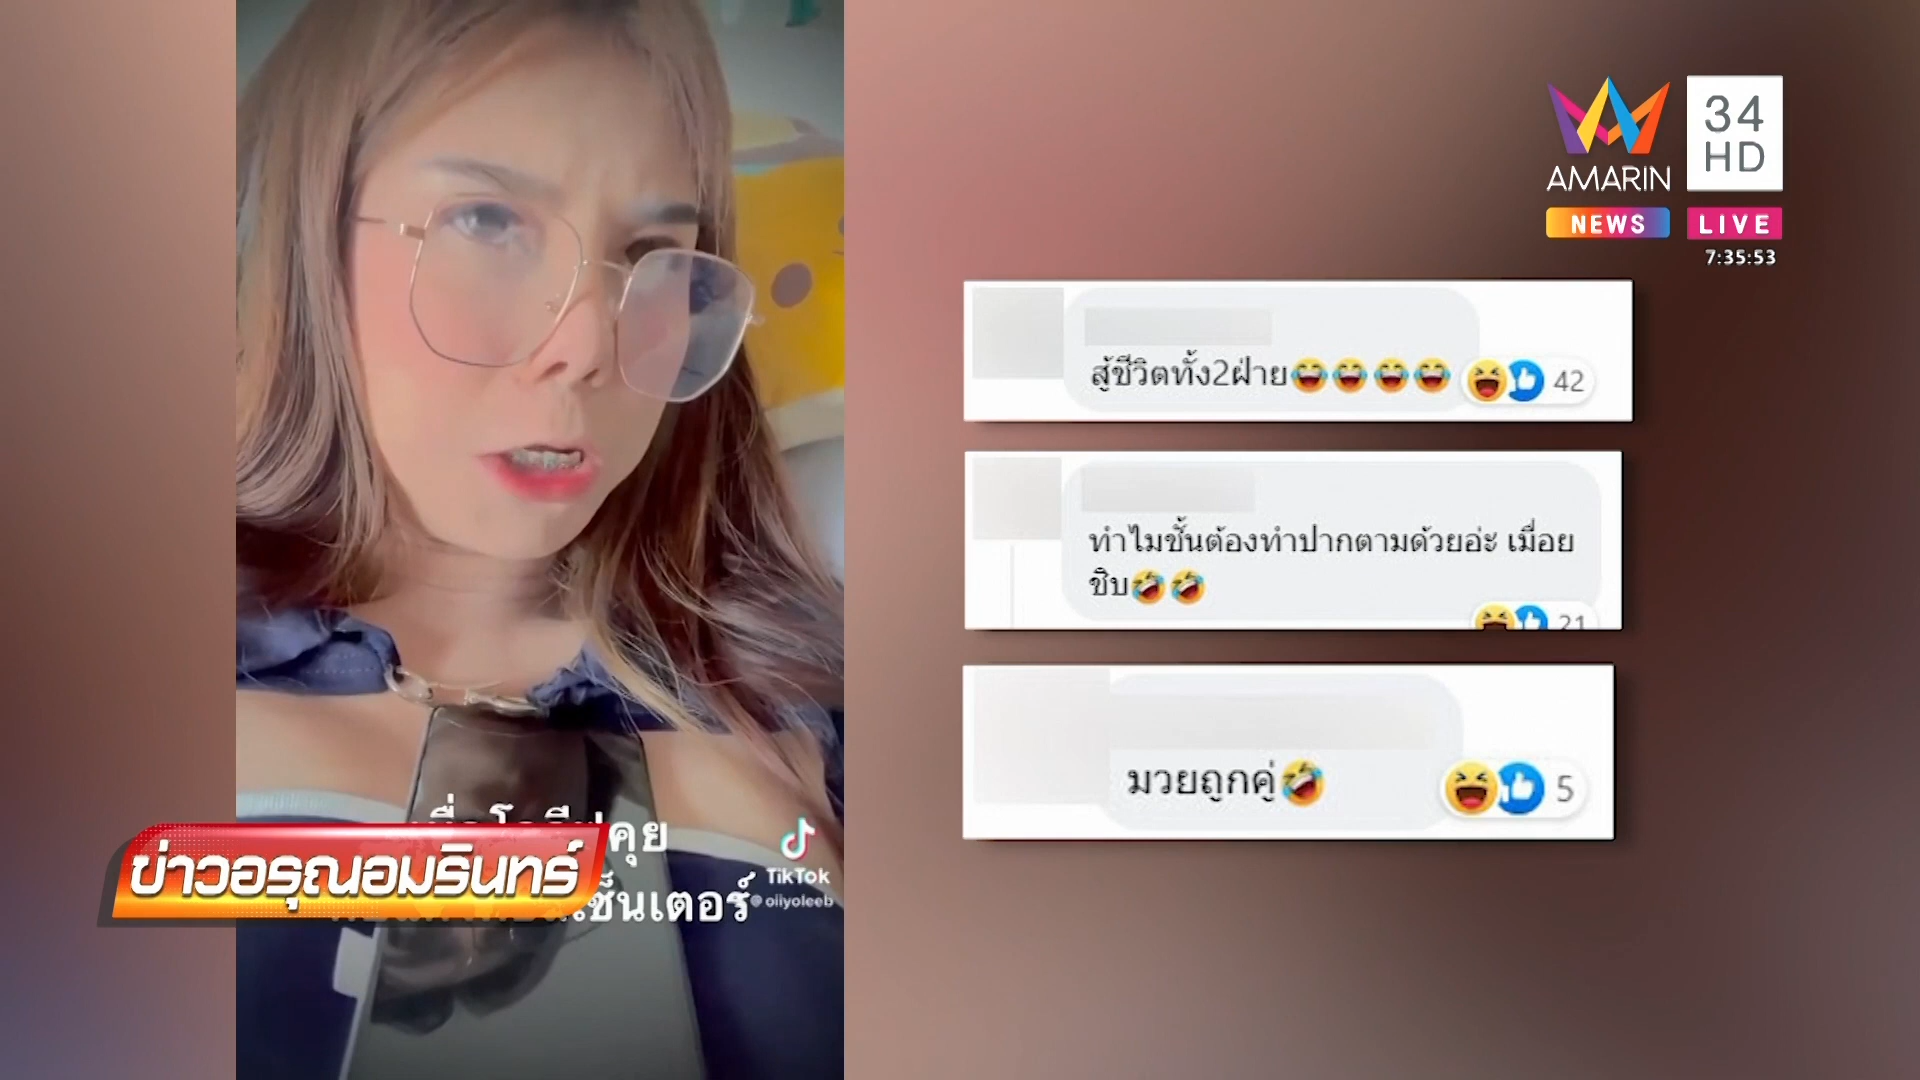 AMARIN
34
HD
NEWS
LIVE
7:35:53
สู้ชีวิตทั้ง2ฝ่าย😂😂😂😂
42
ทำไมชั้นต้องทำปากตามด้วยอ่ะ เมื่อย
ชิบ🤣🤣
21
มวยถูกคู่🤣
5
คุย
เซ็นเตอร์
TikTok
@oiiyoleeb
ข่าวอรุณอมรินทร์